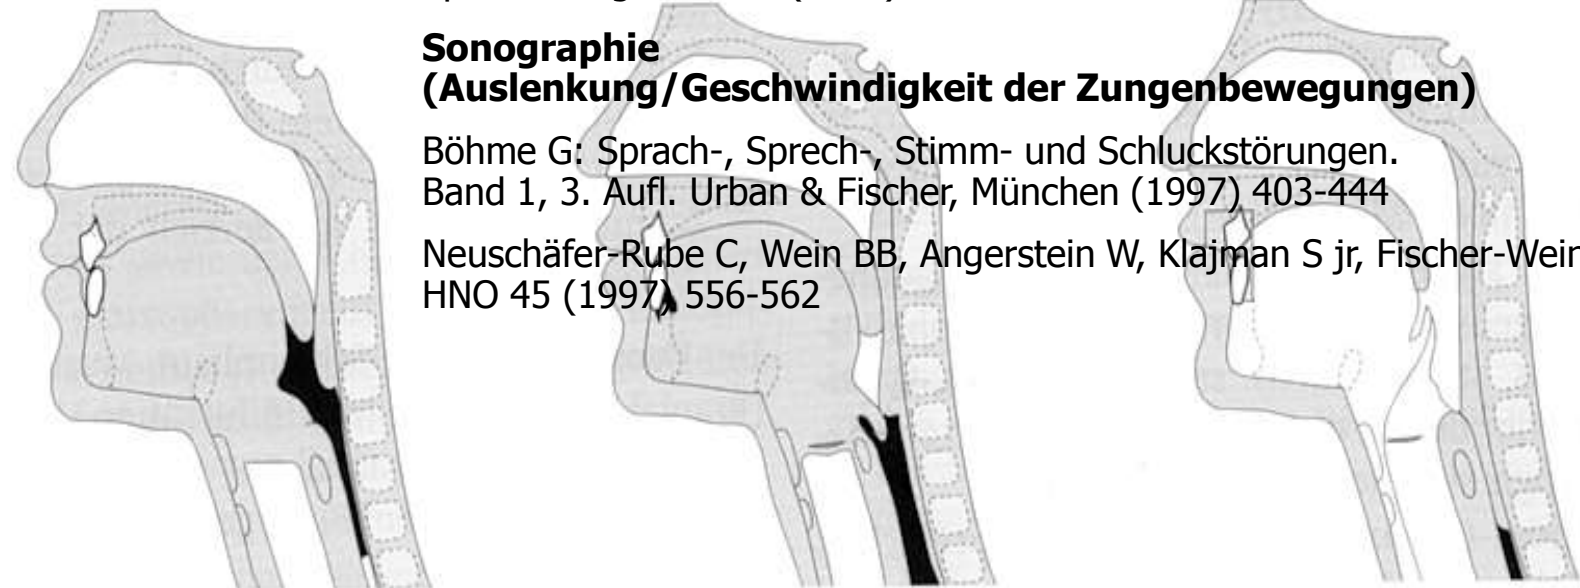 Sonographie
(Auslenkung/Geschwindigkeit der Zungenbewegungen)
Böhme G: Sprach-, Sprech-, Stimm- und Schluckstörungen.
Band 1, 3. Aufl. Urban & Fischer, München (1997) 403-444
Neuschäfer-Rube C, Wein BB, Angerstein W, Klajman S jr, Fischer-Wein
HNO 45 (1997) 556-562